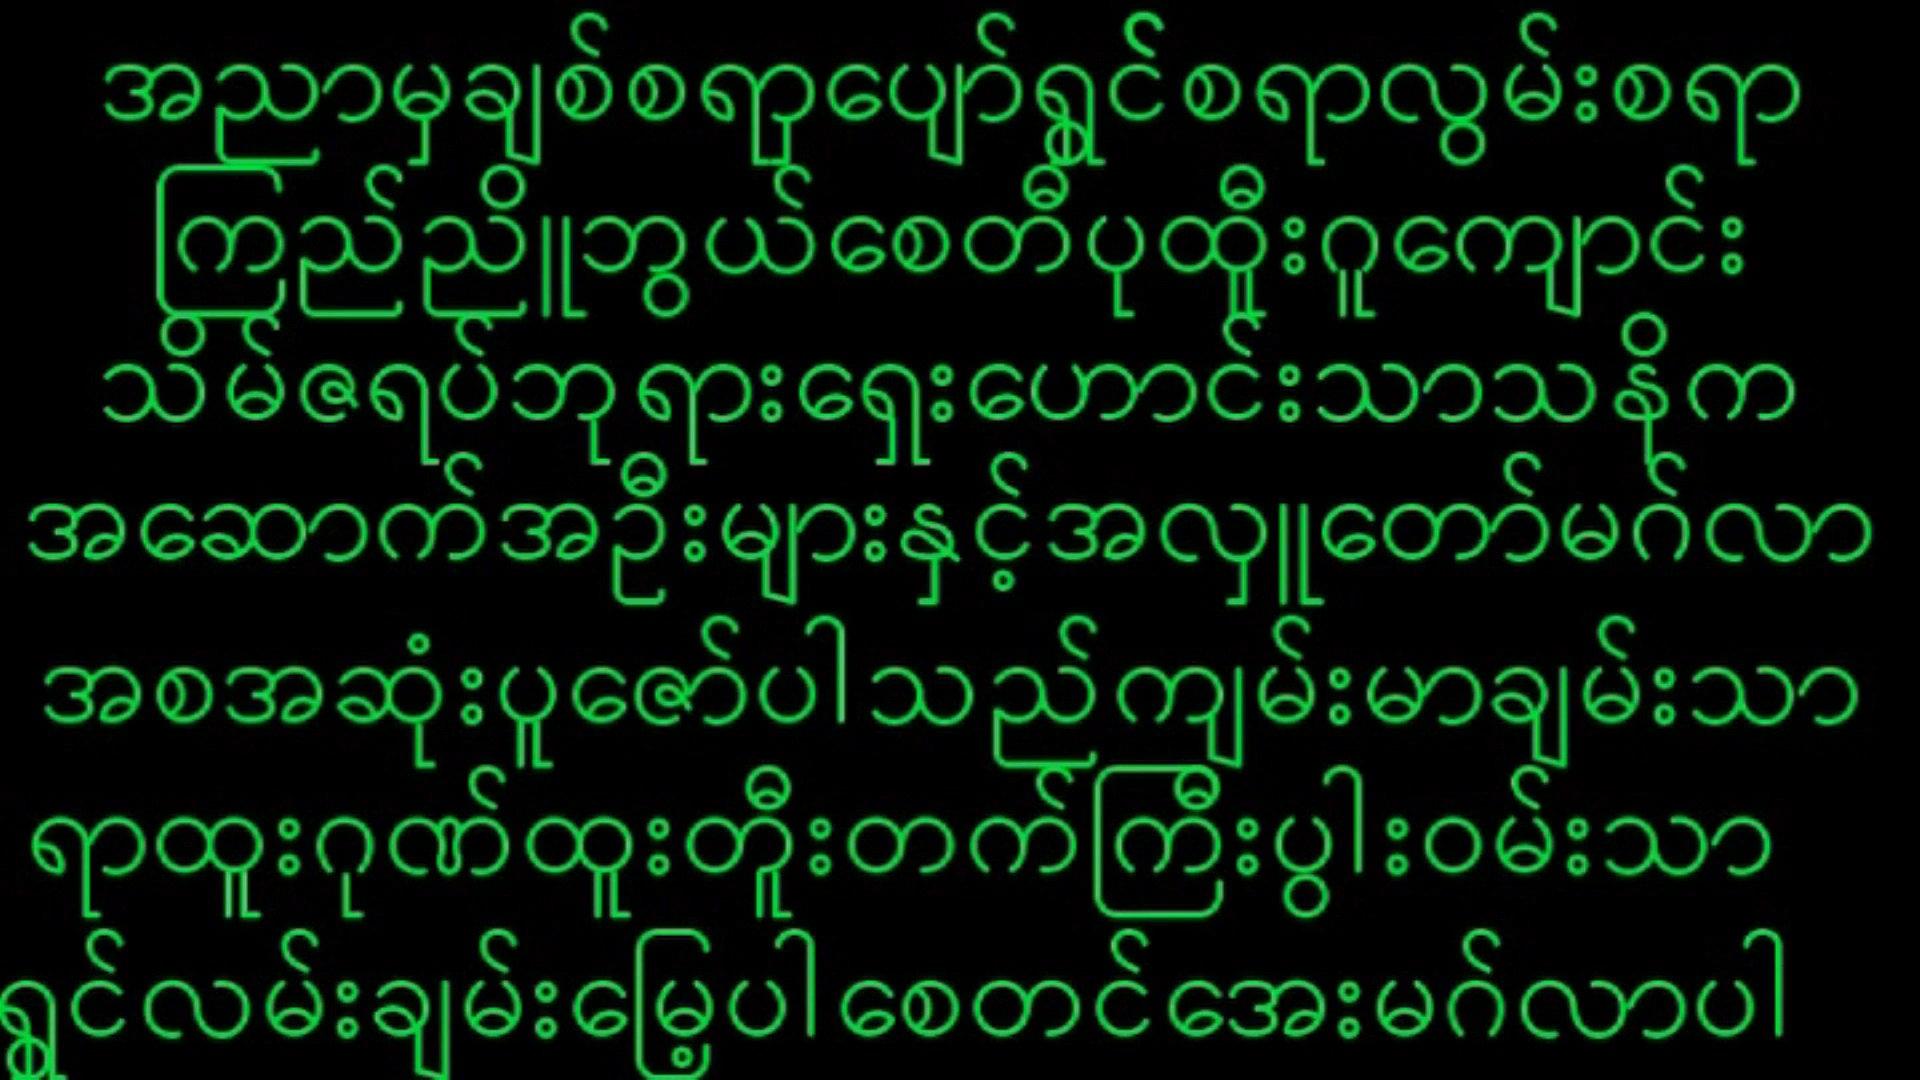 အညာမှချစ်စရာ့ပျော်ရွှင်စရာလွမ်းစရာ
ကြည်ညိုဘွယ်စေတီပုထိုးဂူကျောင်း
သိမ်ဇရပ်ဘုရားရှေးဟောင်းသာသနိက
အဆောက်အဦးများနှင့်အလှူတော်မဂ်လာ
အစအဆုံးပူဇော်ပါသည်ကျမ်းမာချမ်းသာ
ရာထူးဂုဏ်ထူးတိုးတက်ကြီးပွါးဝမ်းသာ
ရွှင်လမ်းချမ်းမြေ့ပါစေတင်အေးမဂ်လာပါ